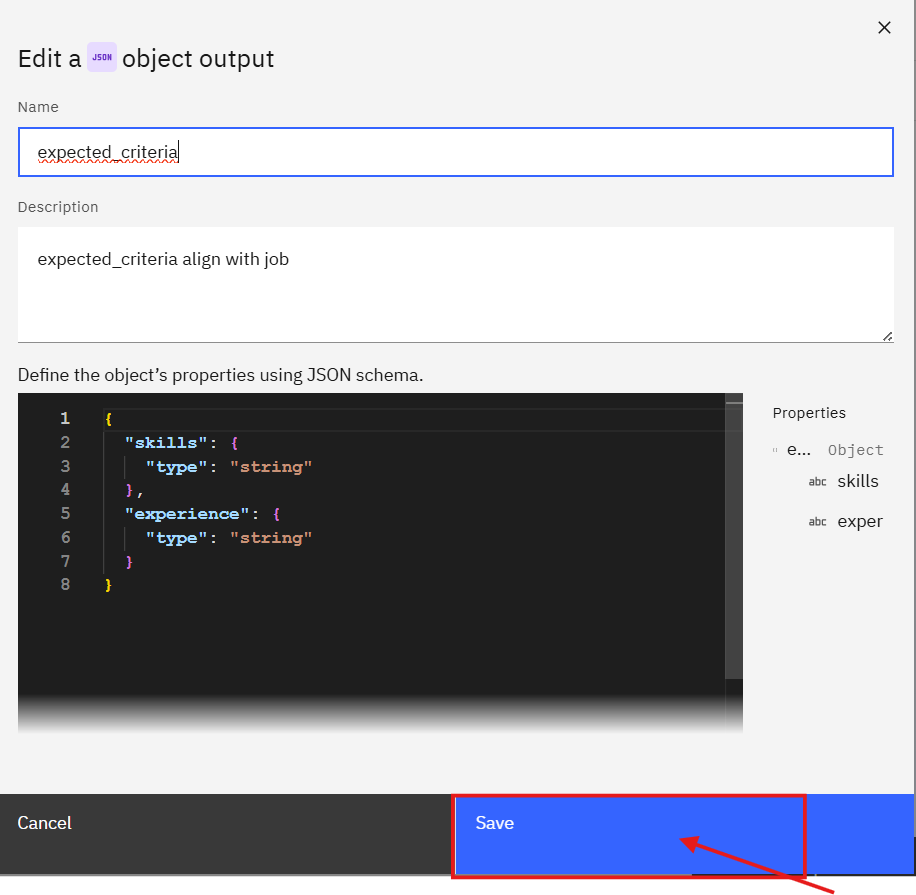 Edit a JSON object output
Name
expected_criteria
Description
expected_criteria align with job
Define the object’s properties using JSON schema.
1 {
2 "skills": {
3 "type": "string"
4 },
5 "experience": {
6 "type": "string"
7 }
8 }
Properties
e... Object
abc skills
abc exper
Cancel
Save